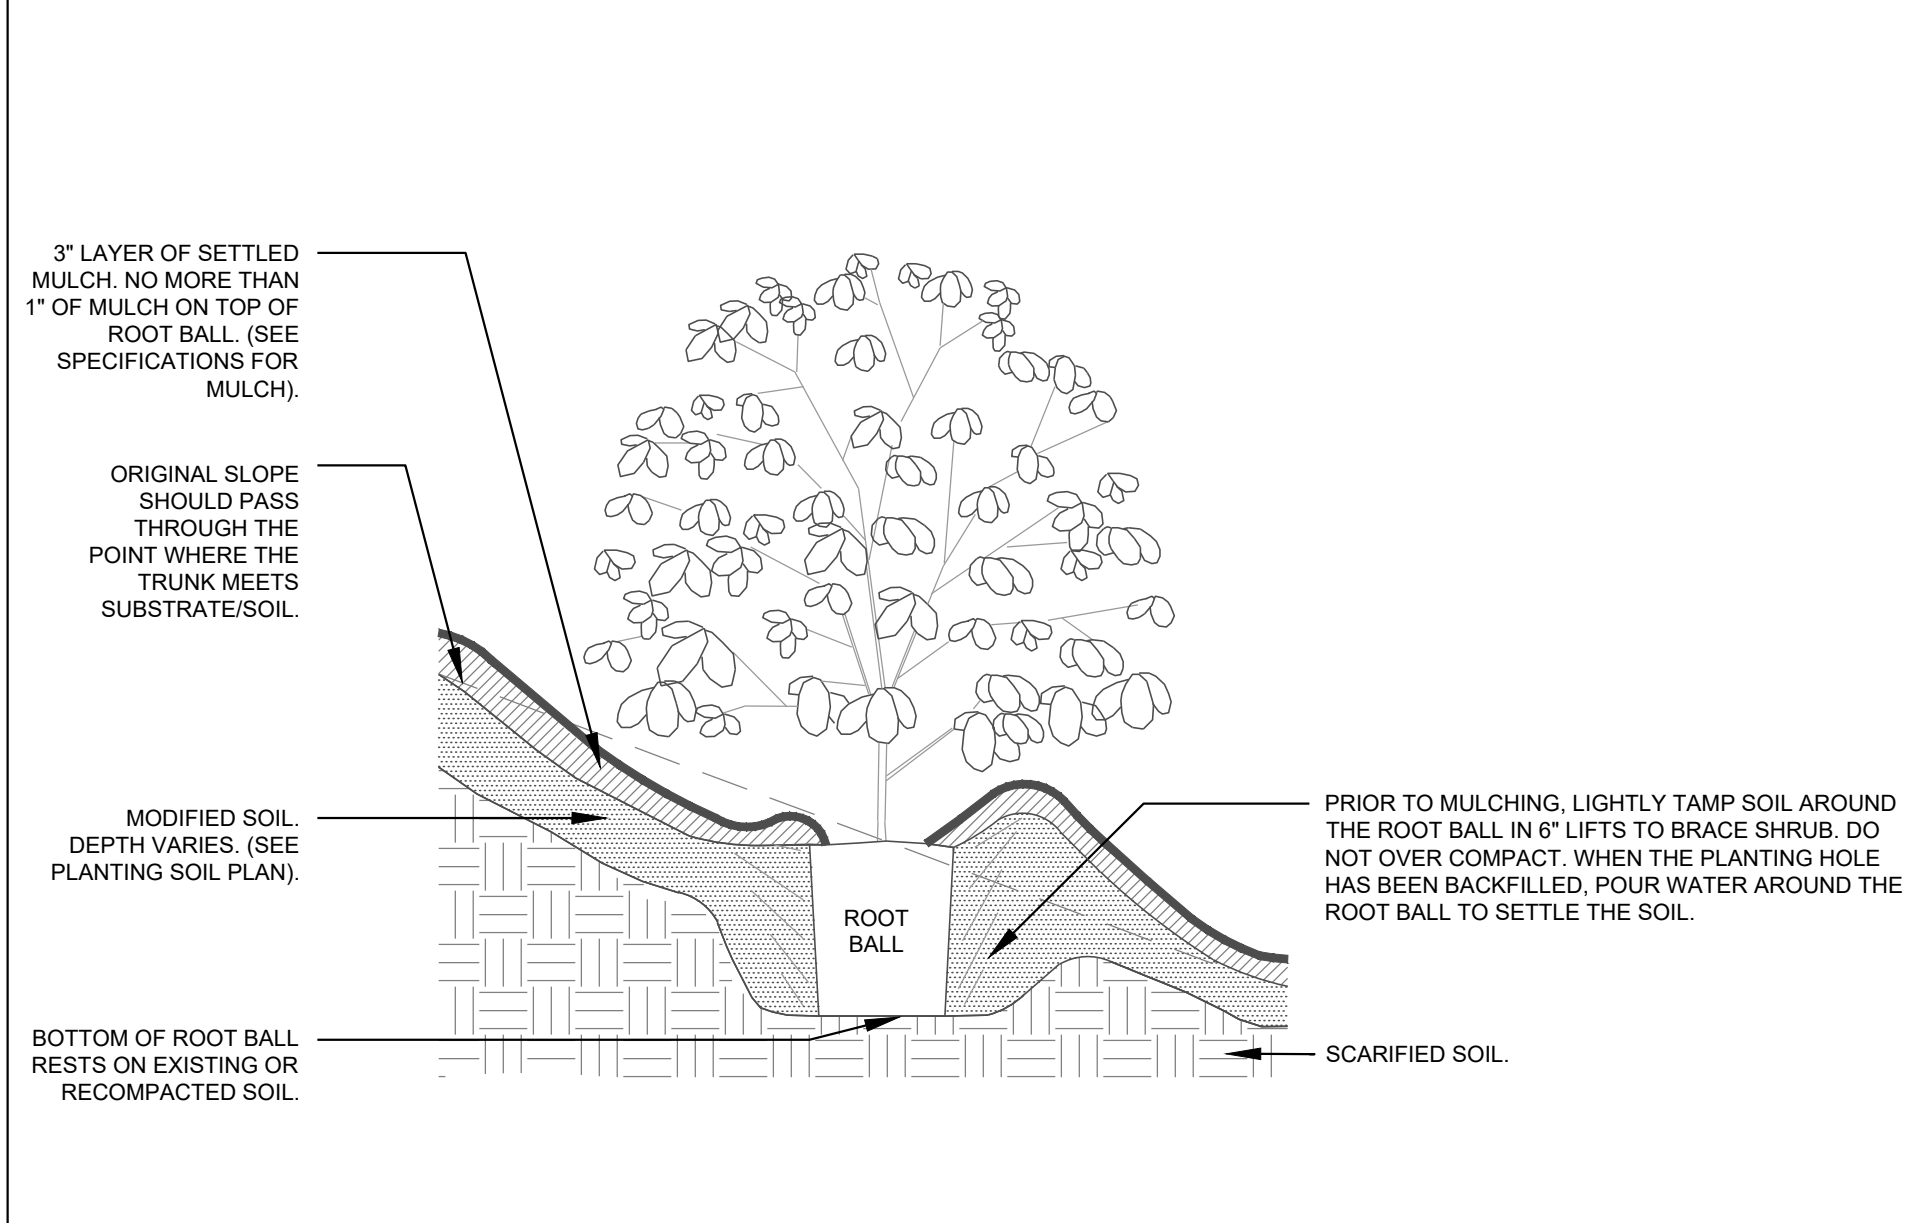 3" LAYER OF SETTLED
MULCH. NO MORE THAN
1" OF MULCH ON TOP OF
ROOT BALL. (SEE
SPECIFICATIONS FOR
MULCH).
ORIGINAL SLOPE
SHOULD PASS
THROUGH THE
POINT WHERE THE
TRUNK MEETS
SUBSTRATE/SOIL.
MODIFIED SOIL.
DEPTH VARIES. (SEE
PLANTING SOIL PLAN).
BOTTOM OF ROOT BALL
RESTS ON EXISTING OR
RECOMPACTED SOIL.
ROOT
BALL
PRIOR TO MULCHING, LIGHTLY TAMP SOIL AROUND
THE ROOT BALL IN 6" LIFTS TO BRACE SHRUB. DO
NOT OVER COMPACT. WHEN THE PLANTING HOLE
HAS BEEN BACKFILLED, POUR WATER AROUND THE
ROOT BALL TO SETTLE THE SOIL.
SCARIFIED SOIL.